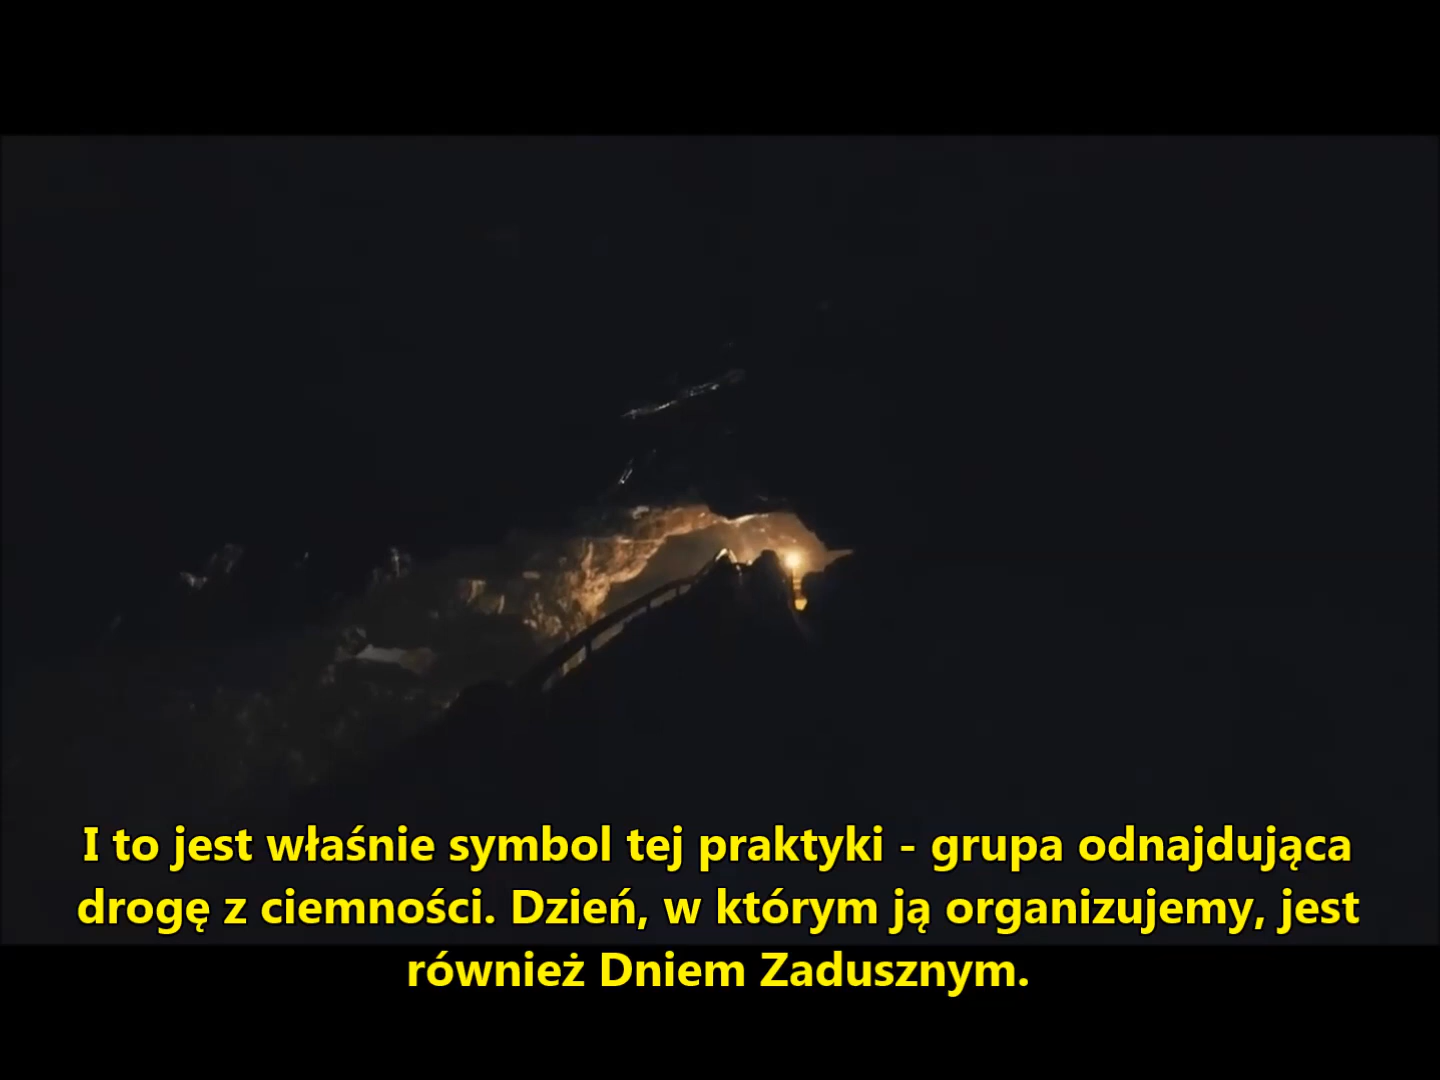 I to jest właśnie symbol tej praktyki - grupa odnajdująca
drogę z ciemności. Dzień, w którym ją organizujemy, jest
również Dniem Zadusznym.